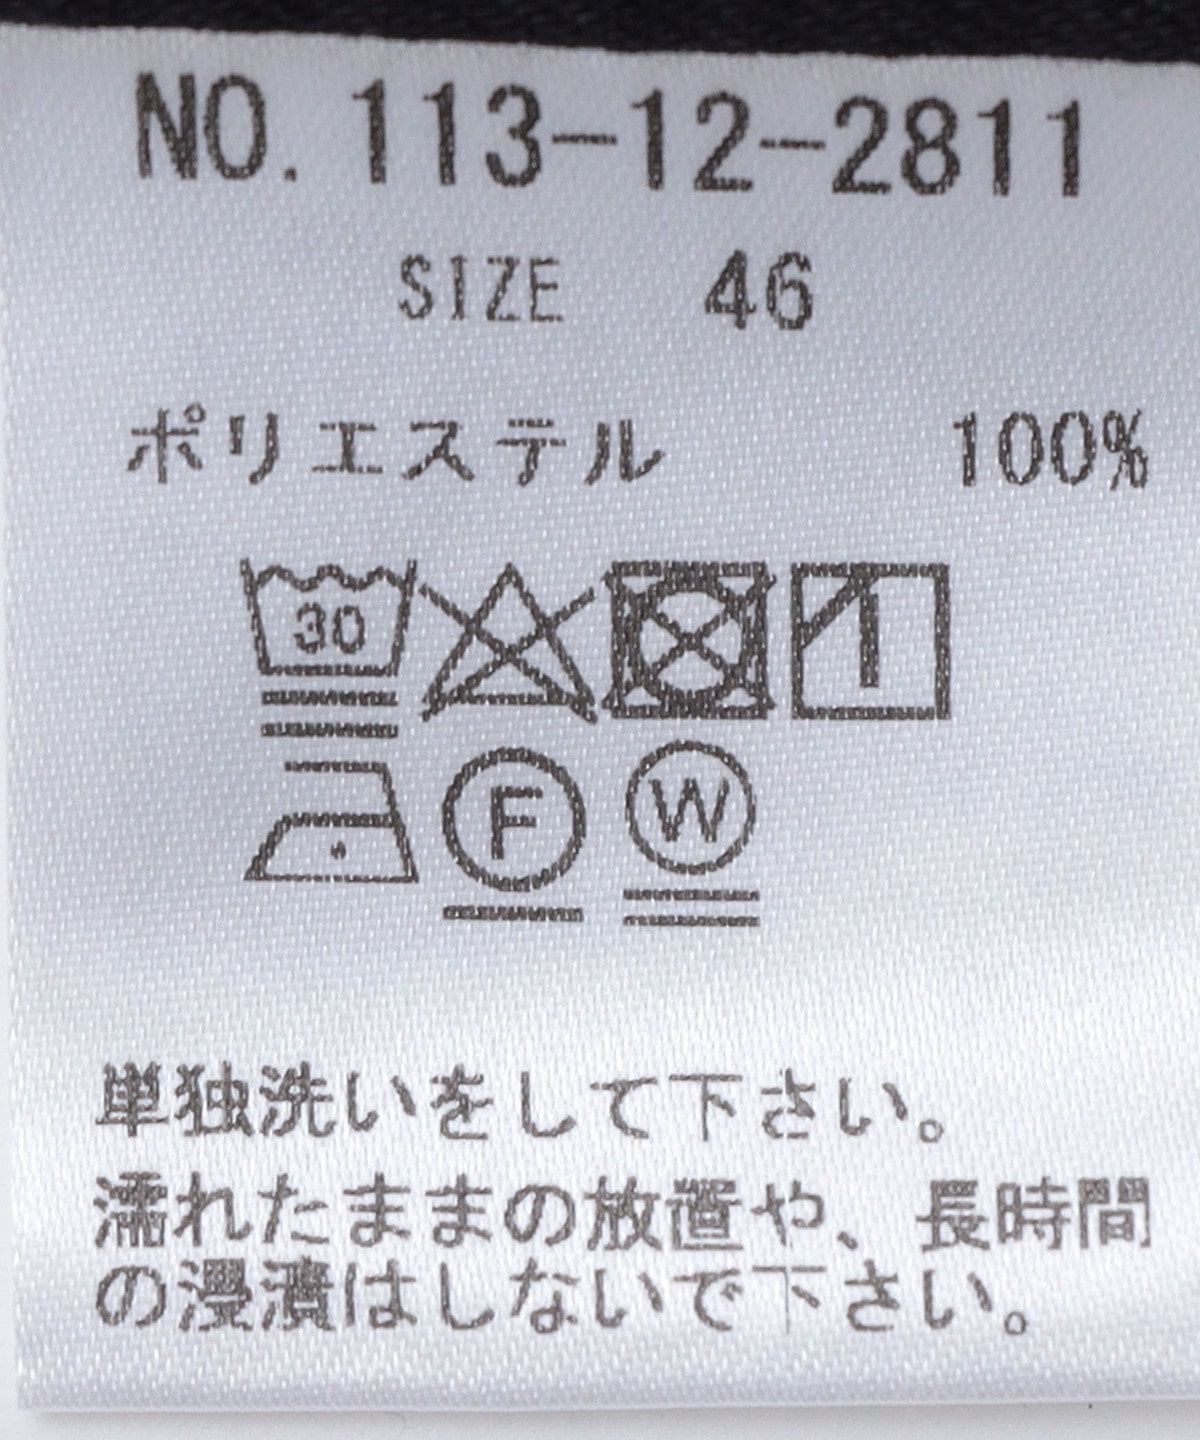 NO. 113-12-2811
SIZE 46
ポリエステル 100%
30
F W
単独洗いをして下さい。
濡れたままの放置や、長時間
の浸漬はしないで下さい。